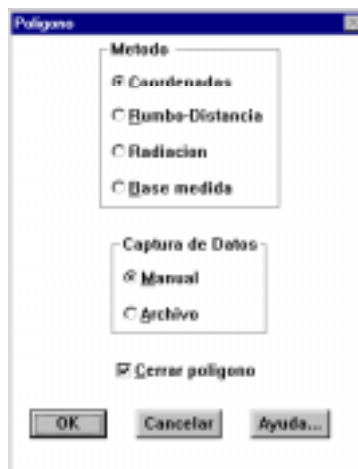 Poligono
Metodo
Coordenadas
Rumbo-Distancia
Radiacion
Base medida
Captura de Datos
Manual
Archivo
Cerrar poligono
OK Cancelar Ayuda...